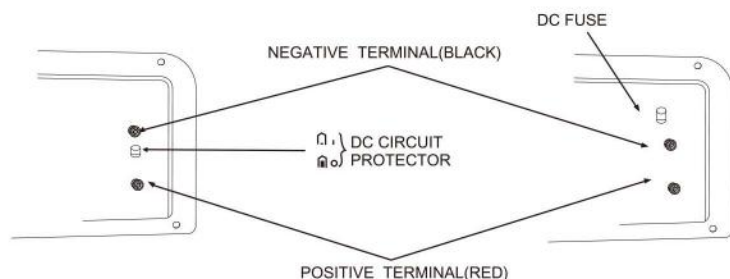 DC FUSE
NEGATIVE TERMINAL(BLACK)
DC CIRCUIT
PROTECTOR
POSITIVE TERMINAL(RED)